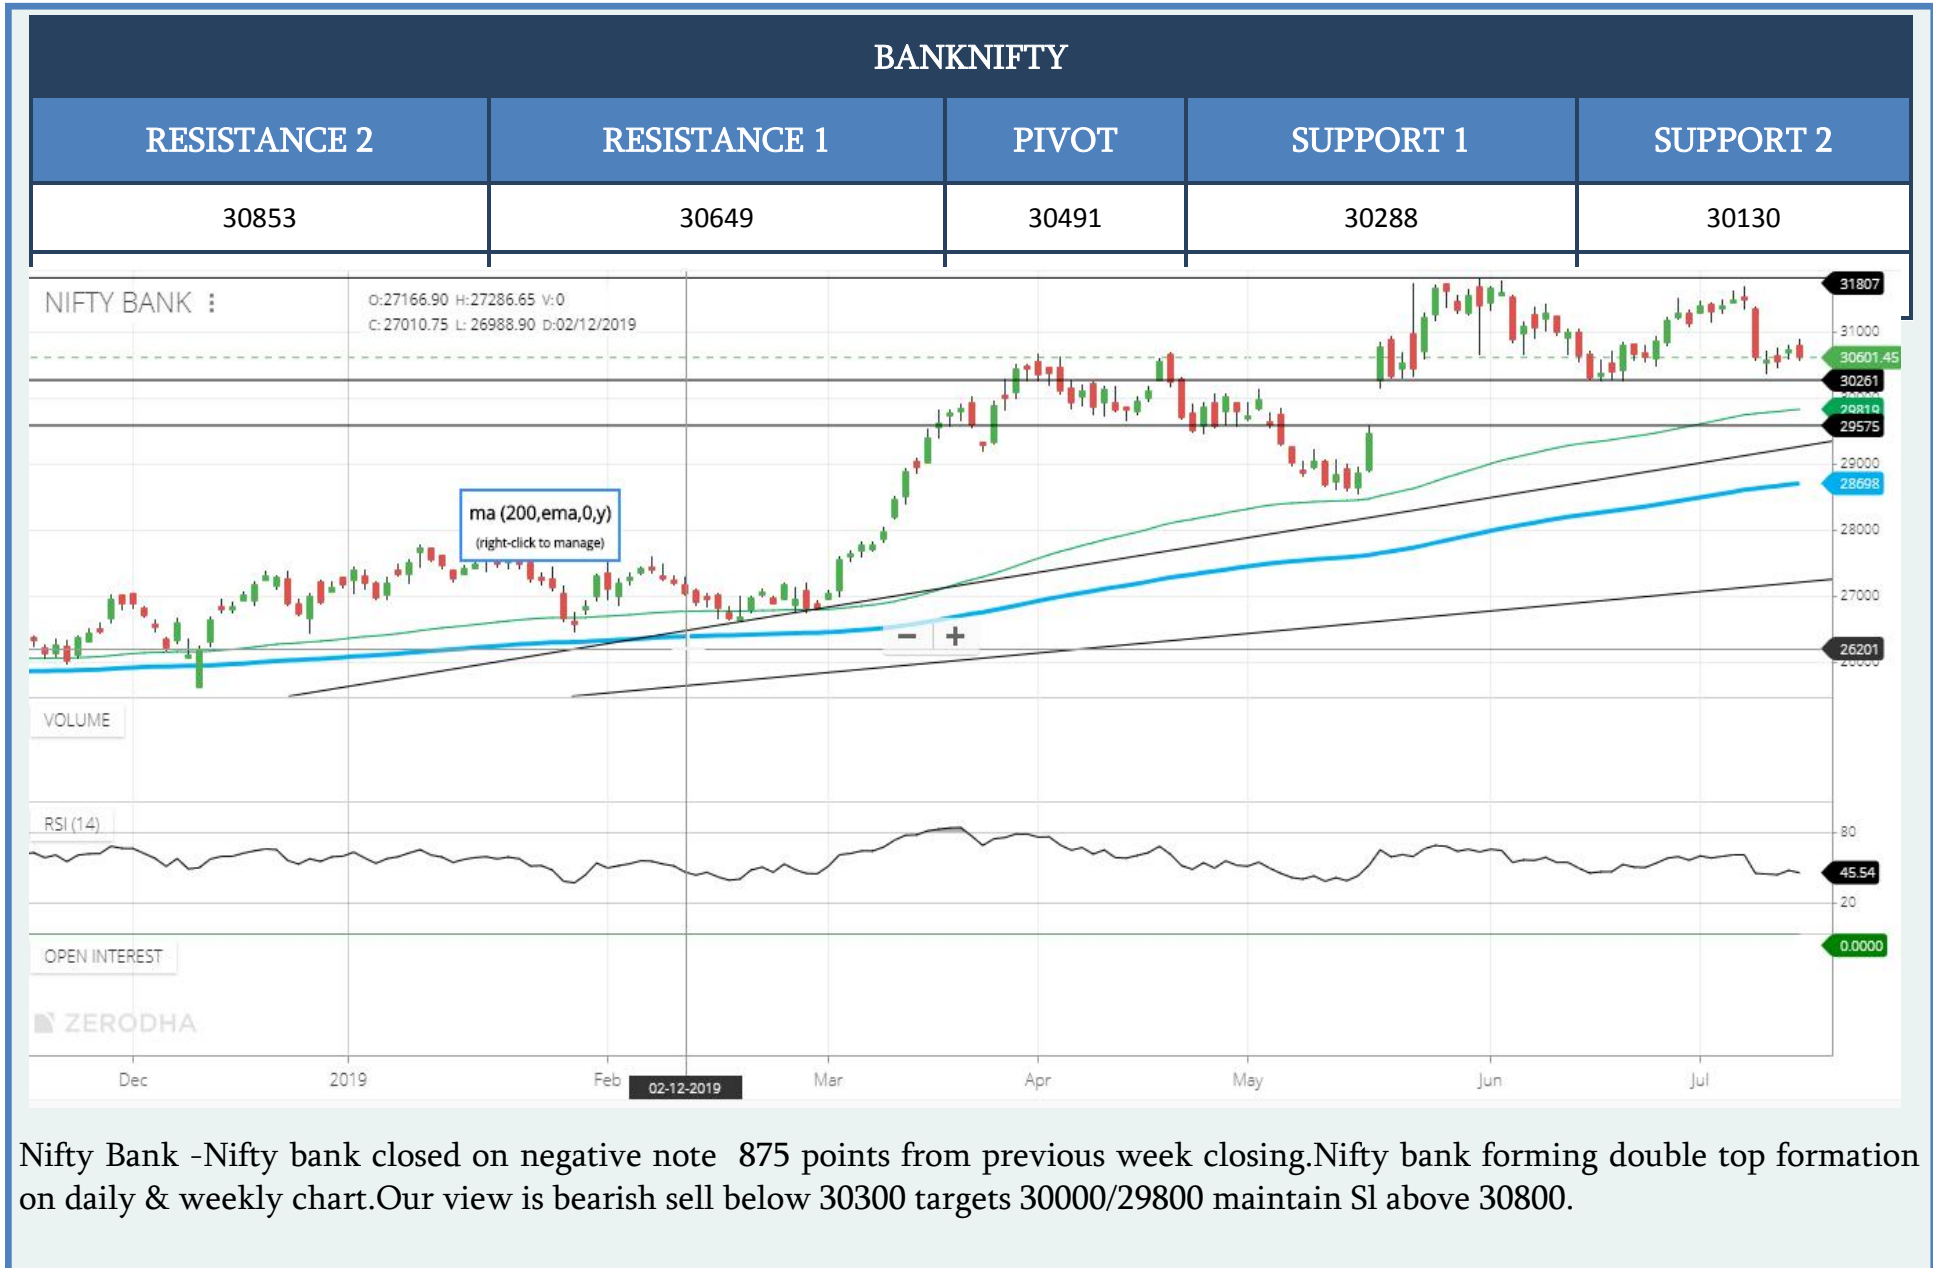 BANKNIFTY
RESISTANCE 2 RESISTANCE 1 PIVOT SUPPORT 1 SUPPORT 2
30853 30649 30491 30288 30130
NIFTY BANK
O:27166.90 H:27286.65 V:0
C:27010.75 L: 26988.90 D:02/12/2019
31807
31000
30601.45
30261
29819
29575
29000
28698
28000
27000
26201
26000
ma (200,ema,0,y)
(right-click to manage)
− +
VOLUME
RSI (14)
80
45.54
20
OPEN INTEREST
0.0000
ZERODHA
Dec 2019 Feb 02-12-2019 Mar Apr May Jun Jul
Nifty Bank -Nifty bank closed on negative note 875 points from previous week closing.Nifty bank forming double top formation
on daily & weekly chart.Our view is bearish sell below 30300 targets 30000/29800 maintain Sl above 30800.